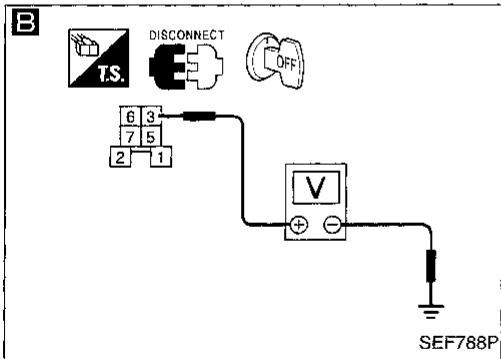 B
T.S.
DISCONNECT
OFF
6 3
7 5
2 1
V
+ −
SEF788P